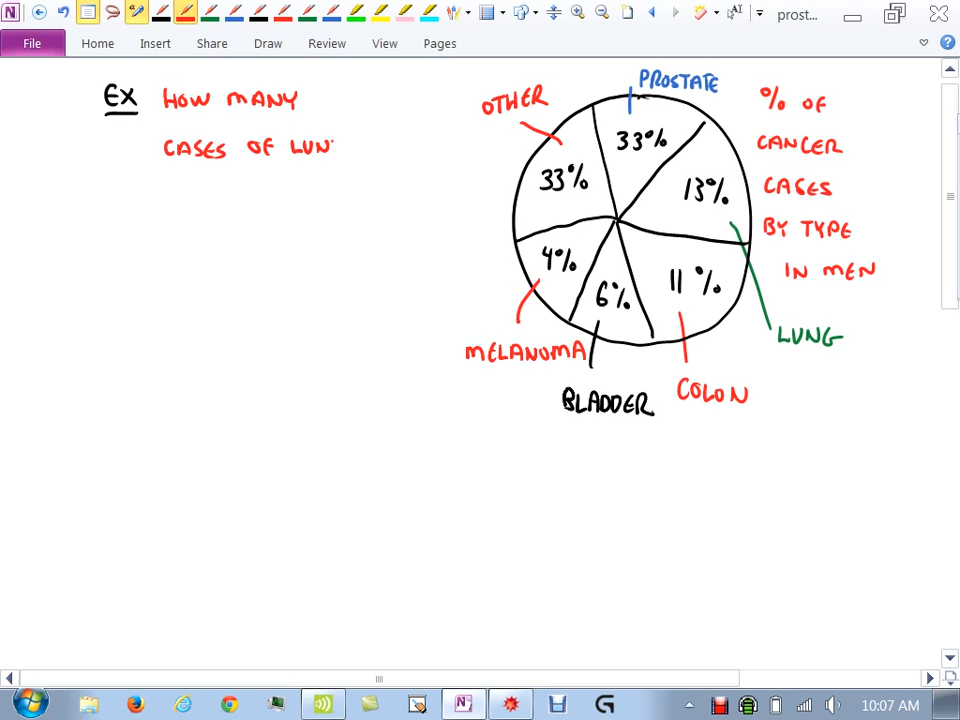 prost...
File Home Insert Share Draw Review View Pages
EX HOW MANY
CASES OF LUN
OTHER
PROSTATE
% OF
CANCER
CASES
BY TYPE
IN MEN
33%
33%
13%
4%
6%
11%
MELANOMA
BLADDER
COLON
LUNG
10:07 AM